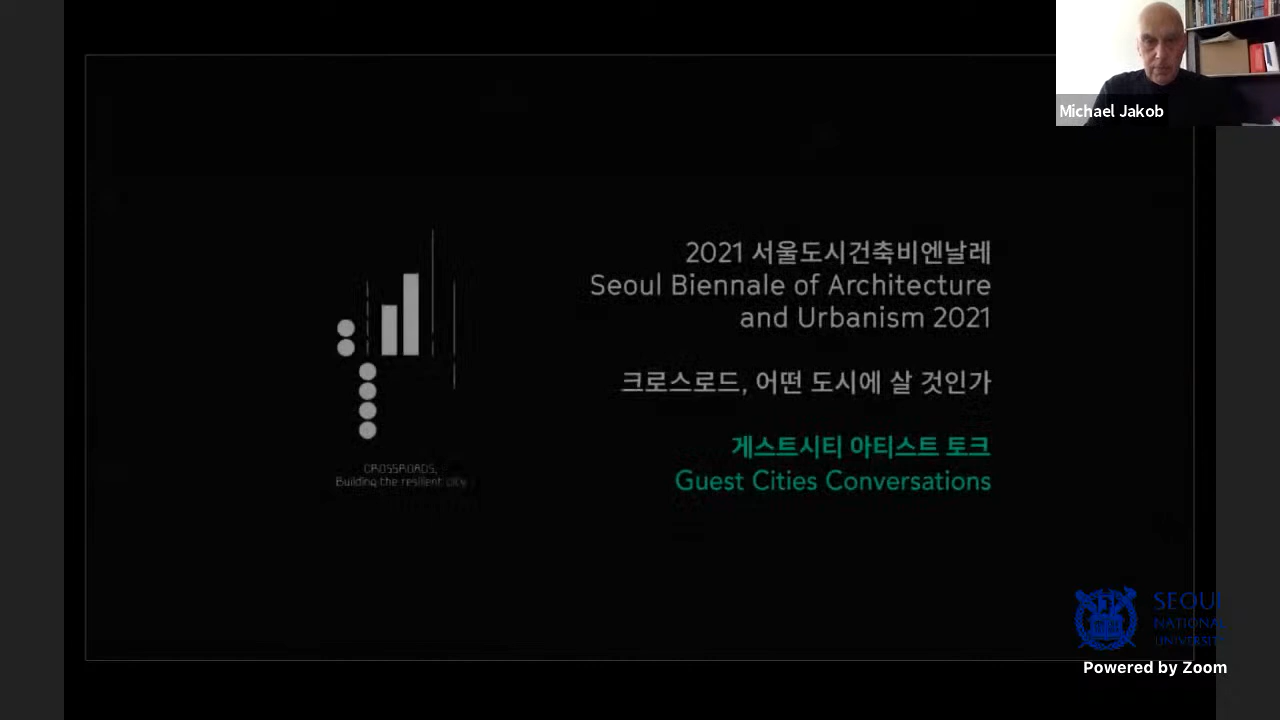 Michael Jakob
2021 서울도시건축비엔날레
Seoul Biennale of Architecture
and Urbanism 2021
크로스로드, 어떤 도시에 살 것인가
게스트시티 아티스트 토크
Guest Cities Conversations
CROSSROADS,
Building the resilient city
SEOUL
NATIONAL
UNIVERSITY
Powered by Zoom